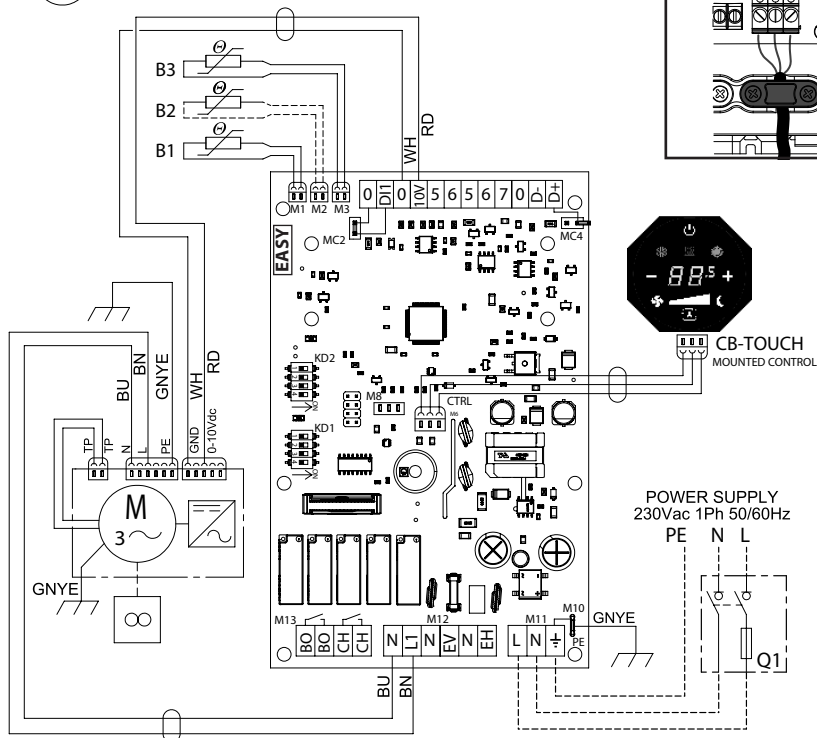 B3
B2
B1
Θ
Θ
Θ
WH
RD
M1
M2
M3
0
DI1
0
10V
5
6
5
6
7
0
D-
D+
MC2
MC4
EASY
- 88.5 +
A
CB-TOUCH
MOUNTED CONTROL
BU
BN
GNYE
WH
RD
KD2
ON
M8
CTRL
M6
KD1
ON
TP
TP
N
L
PE
GND
0-10Vdc
M
3
GNYE
POWER SUPPLY
230Vac 1Ph 50/60Hz
PE N L
M13
M12
M11
M10
GNYE
BO
BO
CH
CH
N
L1
N
EV
N
EH
L
N
PE
Q1
BU
BN